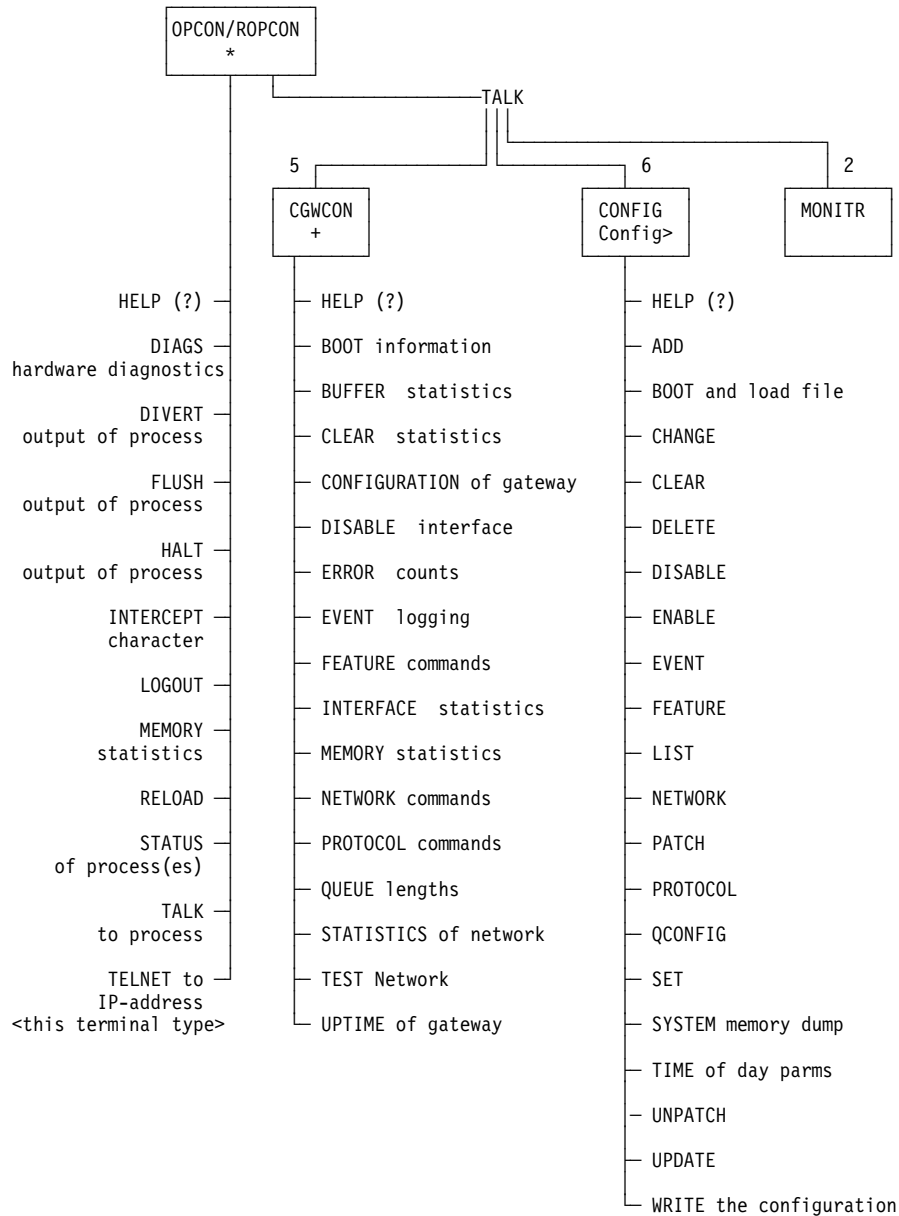 OPCON/ROPCON
*
TALK
5
6
2
CGWCON
+
CONFIG
Config>
MONITR
HELP (?)
DIAGS
hardware diagnostics
DIVERT
output of process
FLUSH
output of process
HALT
output of process
INTERCEPT
character
LOGOUT
MEMORY
statistics
RELOAD
STATUS
of process(es)
TALK
to process
TELNET to
IP-address
<this terminal type>
HELP (?)
BOOT information
BUFFER statistics
CLEAR statistics
CONFIGURATION of gateway
DISABLE interface
ERROR counts
EVENT logging
FEATURE commands
INTERFACE statistics
MEMORY statistics
NETWORK commands
PROTOCOL commands
QUEUE lengths
STATISTICS of network
TEST Network
UPTIME of gateway
HELP (?)
ADD
BOOT and load file
CHANGE
CLEAR
DELETE
DISABLE
ENABLE
EVENT
FEATURE
LIST
NETWORK
PATCH
PROTOCOL
QCONFIG
SET
SYSTEM memory dump
TIME of day parms
UNPATCH
UPDATE
WRITE the configuration